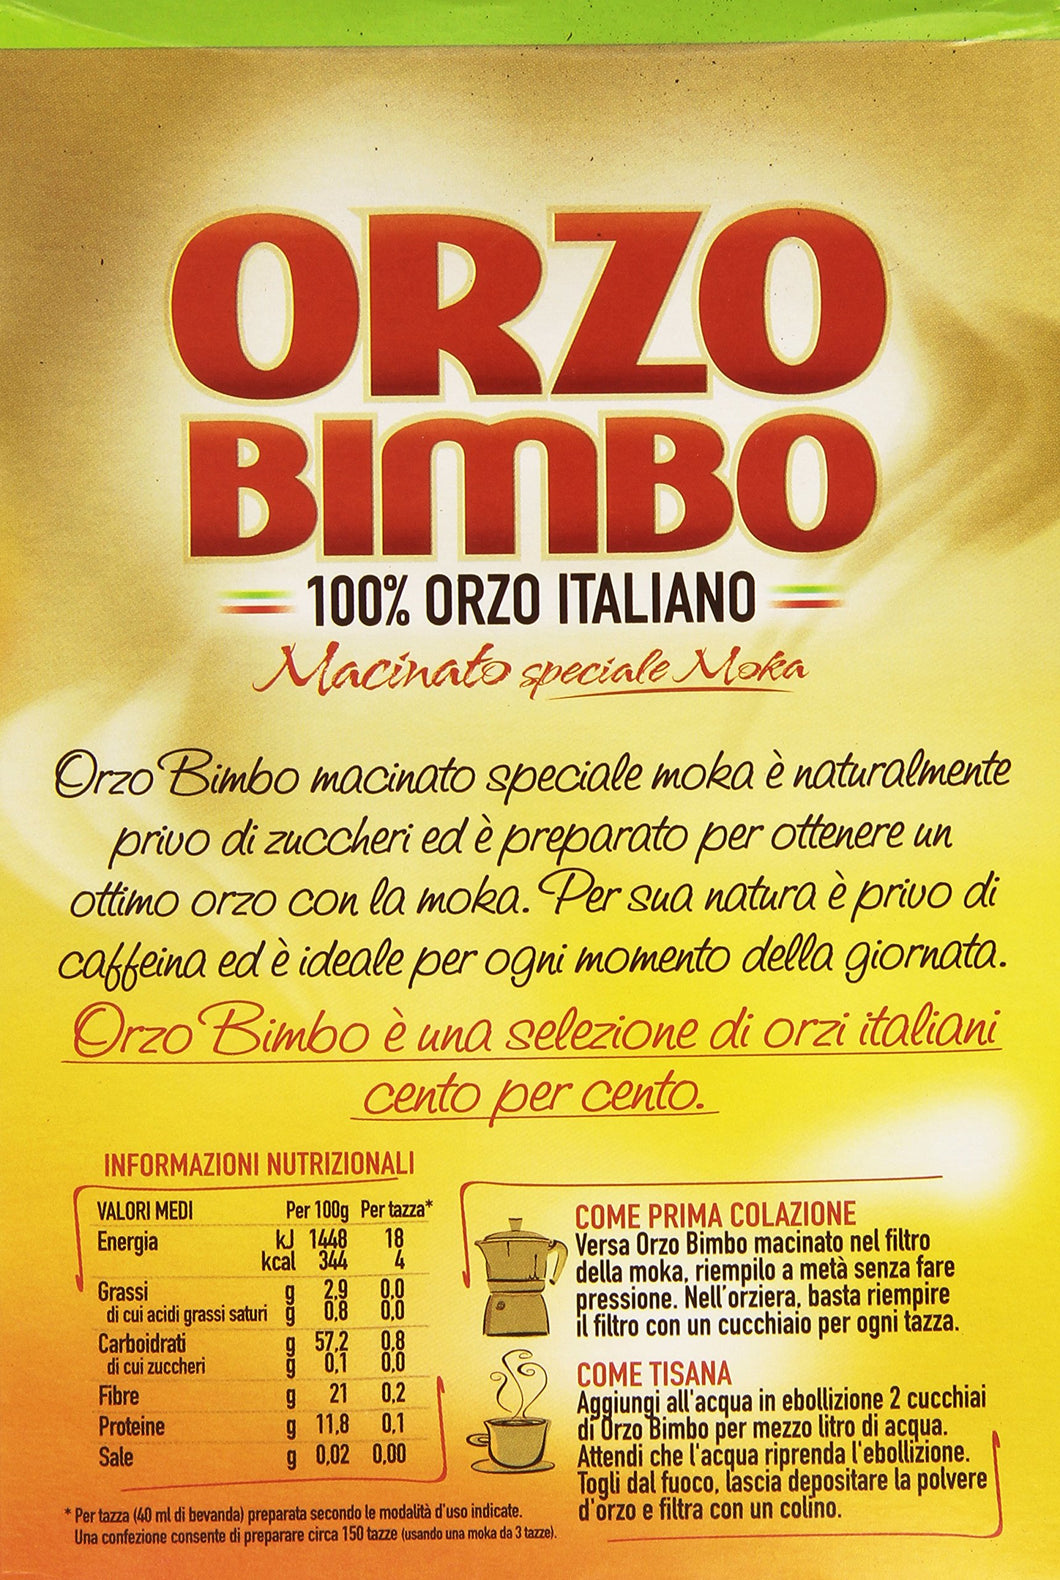 ORZO
BIMBO
100% ORZO ITALIANO
Macinato speciale Moka
Orzo Bimbo macinato speciale moka è naturalmente
privo di zuccheri ed è preparato per ottenere un
ottimo orzo con la moka. Per sua natura è privo di
caffeina ed è ideale per ogni momento della giornata.
Orzo Bimbo è una selezione di orzi italiani
cento per cento.
INFORMAZIONI NUTRIZIONALI
VALORI MEDI Per 100g Per tazza*
Energia kJ 1448 18
kcal 344 4
Grassi g 2,9 0,0
di cui acidi grassi saturi g 0,8 0,0
Carboidrati g 57,2 0,8
di cui zuccheri g 0,1 0,0
Fibre g 21 0,2
Proteine g 11,8 0,1
Sale g 0,02 0,00
* Per tazza (40 ml di bevanda) preparata secondo le modalità d'uso indicate.
Una confezione consente di preparare circa 150 tazze (usando una moka da 3 tazze).
COME PRIMA COLAZIONE
Versa Orzo Bimbo macinato nel filtro
della moka, riempilo a metà senza fare
pressione. Nell'orziera, basta riempire
il filtro con un cucchiaio per ogni tazza.
COME TISANA
Aggiungi all'acqua in ebollizione 2 cucchiai
di Orzo Bimbo per mezzo litro di acqua.
Attendi che l'acqua riprenda l'ebollizione.
Togli dal fuoco, lascia depositare la polvere
d'orzo e filtra con un colino.